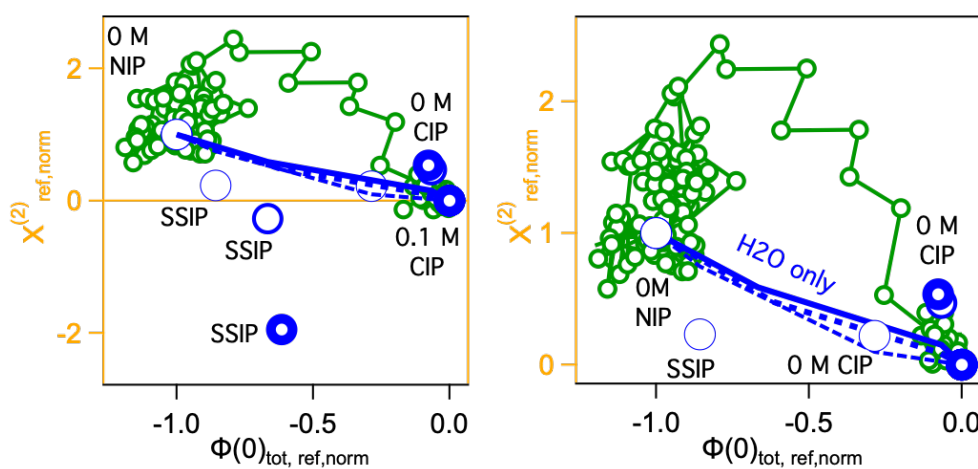 0 M
NIP
0 M
CIP
SSIP
SSIP
0.1 M
CIP
SSIP
2
0
-2
X(2) ref,norm
-1.0
-0.5
0.0
Φ(0)tot, ref,norm
H2O only
0 M
CIP
0M
NIP
SSIP
0 M CIP
2
1
0
X(2) ref,norm
-1.0
-0.5
0.0
Φ(0)tot, ref,norm